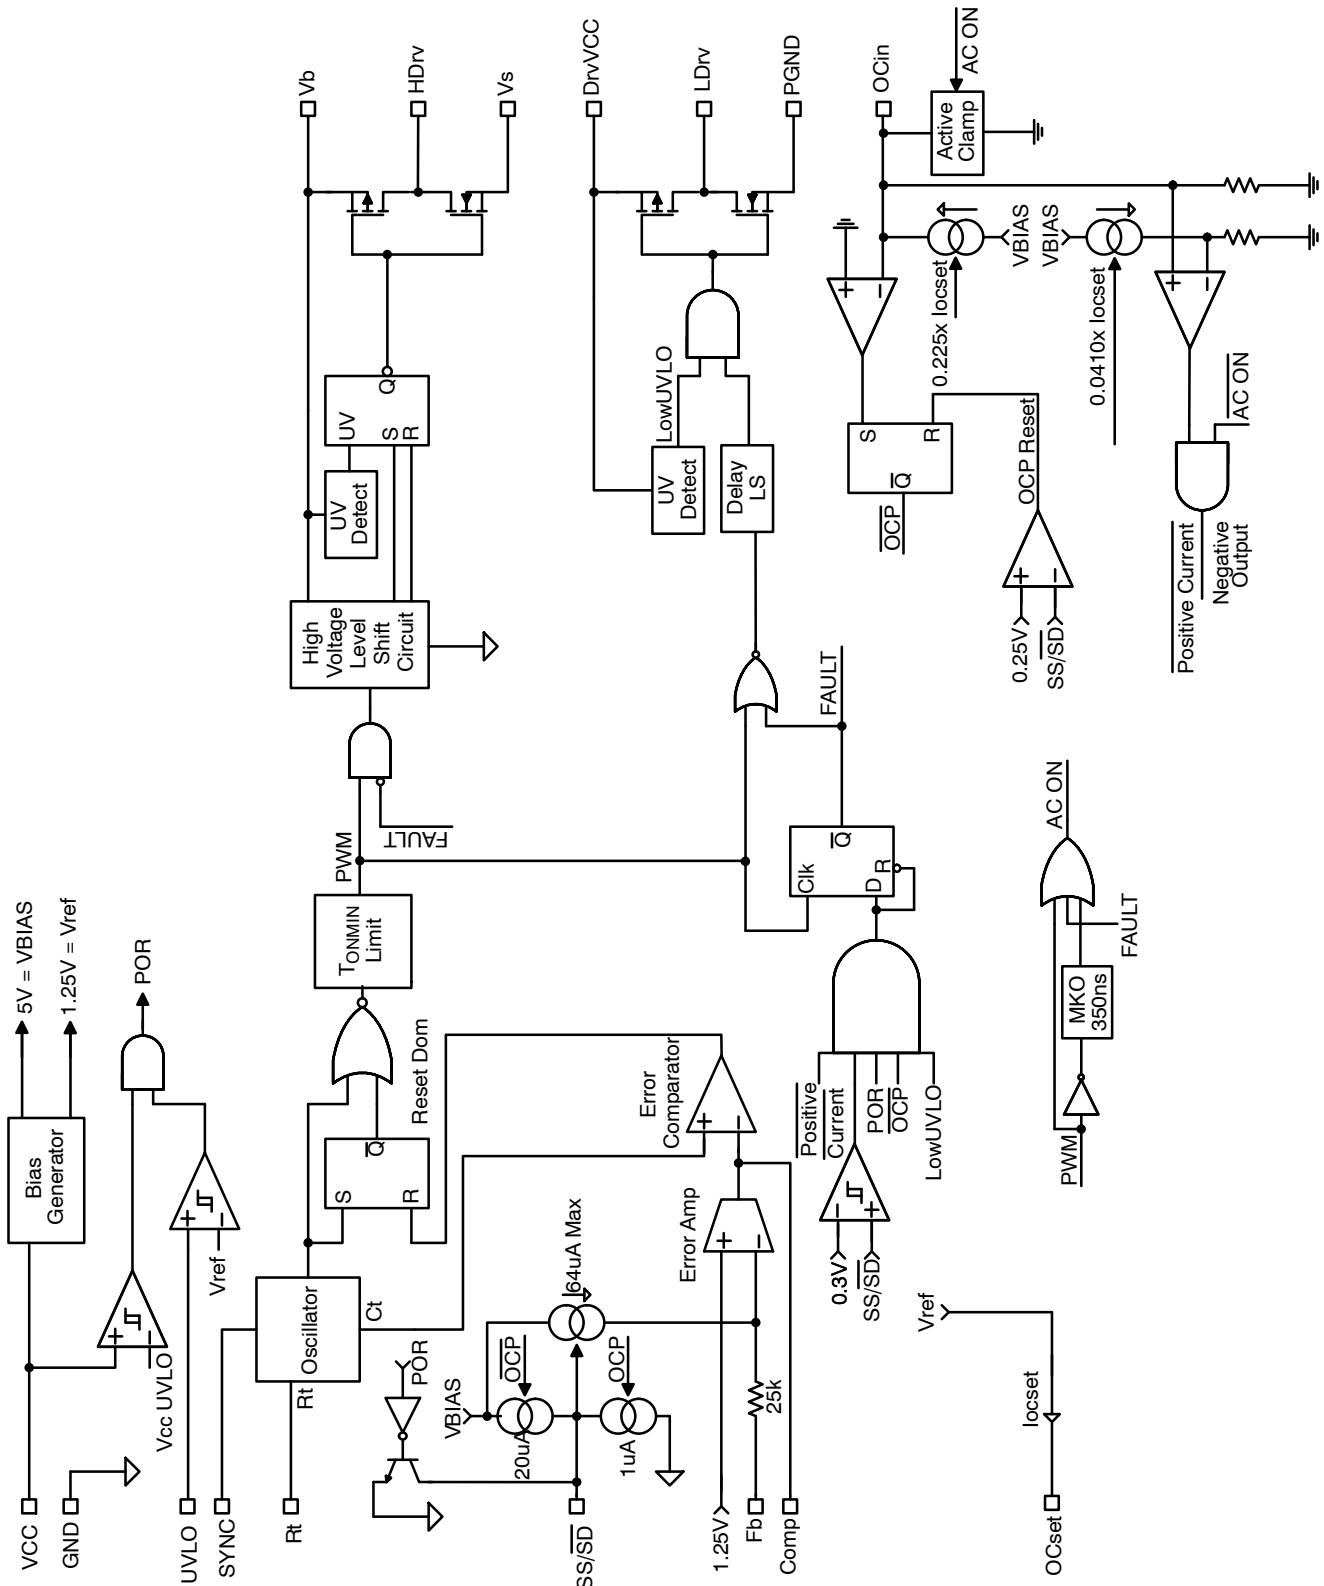 VCC
GND
UVLO
SYNC
Rt
SS/SD
1.25V
Fb
Comp
OCset
Bias
Generator
5V = VBIAS
1.25V = Vref
POR
+
−
Vcc UVLO
+
−
Vref
Oscillator
Rt
Ct
S
R
Q
Reset Dom
TONMIN
Limit
PWM
FAULT
High
Voltage
Level
Shift
Circuit
UV
Detect
UV
S
R
Q
Vb
HDrv
Vs
POR
VBIAS
20uA
OCP
1uA
OCP
64uA Max
25k
Error Amp
+
−
Error
Comparator
+
−
DrvVCC
LDrv
PGND
LowUVLO
UV
Detect
Delay
LS
FAULT
Clk
D
R
Q
Positive
Current
POR
OCP
LowUVLO
0.3V
SS/SD
−
+
OCin
AC ON
Active
Clamp
+
−
VBIAS
VBIAS
0.225x Iocset
0.0410x Iocset
S
R
Q
OCP
OCP Reset
+
−
0.25V
SS/SD
+
−
AC ON
Positive Current
Negative
Output
PWM
MKO
350ns
FAULT
AC ON
Vref
Iocset